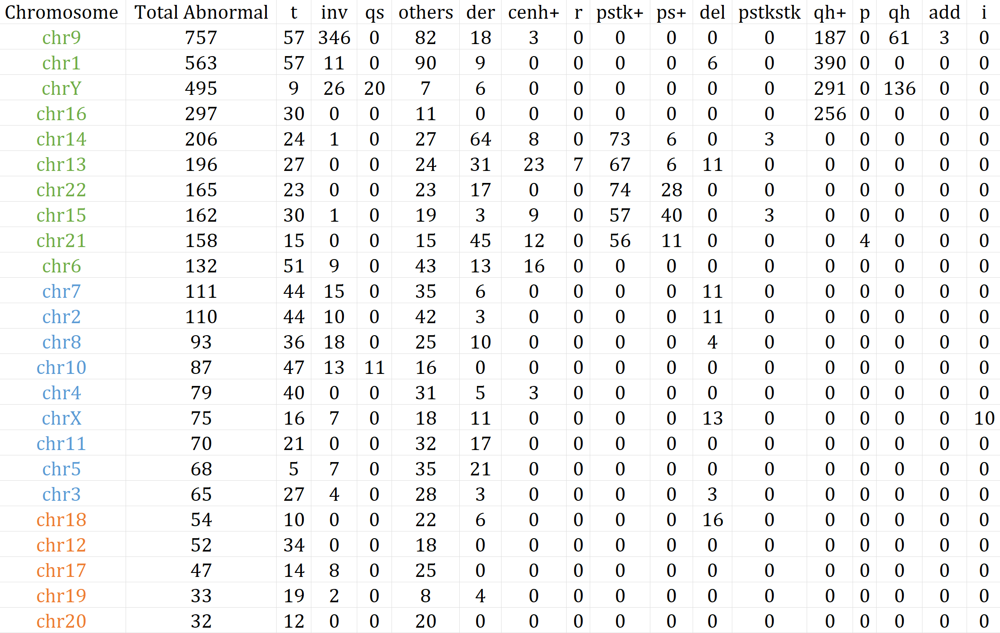 Chromosome Total Abnormal t inv qs others der cenh+ r pstk+ ps+ del pstkstk qh+ p qh add i
chr9 757 57 346 0 82 18 3 0 0 0 0 0 187 0 61 3 0
chr1 563 57 11 0 90 9 0 0 0 0 6 0 390 0 0 0 0
chrY 495 9 26 20 7 6 0 0 0 0 0 0 291 0 136 0 0
chr16 297 30 0 0 11 0 0 0 0 0 0 0 256 0 0 0 0
chr14 206 24 1 0 27 64 8 0 73 6 0 3 0 0 0 0 0
chr13 196 27 0 0 24 31 23 7 67 6 11 0 0 0 0 0 0
chr22 165 23 0 0 23 17 0 0 74 28 0 0 0 0 0 0 0
chr15 162 30 1 0 19 3 9 0 57 40 0 3 0 0 0 0 0
chr21 158 15 0 0 15 45 12 0 56 11 0 0 0 4 0 0 0
chr6 132 51 9 0 43 13 16 0 0 0 0 0 0 0 0 0 0
chr7 111 44 15 0 35 6 0 0 0 0 11 0 0 0 0 0 0
chr2 110 44 10 0 42 3 0 0 0 0 11 0 0 0 0 0 0
chr8 93 36 18 0 25 10 0 0 0 0 4 0 0 0 0 0 0
chr10 87 47 13 11 16 0 0 0 0 0 0 0 0 0 0 0 0
chr4 79 40 0 0 31 5 3 0 0 0 0 0 0 0 0 0 0
chrX 75 16 7 0 18 11 0 0 0 0 13 0 0 0 0 0 10
chr11 70 21 0 0 32 17 0 0 0 0 0 0 0 0 0 0 0
chr5 68 5 7 0 35 21 0 0 0 0 0 0 0 0 0 0 0
chr3 65 27 4 0 28 3 0 0 0 0 3 0 0 0 0 0 0
chr18 54 10 0 0 22 6 0 0 0 0 16 0 0 0 0 0 0
chr12 52 34 0 0 18 0 0 0 0 0 0 0 0 0 0 0 0
chr17 47 14 8 0 25 0 0 0 0 0 0 0 0 0 0 0 0
chr19 33 19 2 0 8 4 0 0 0 0 0 0 0 0 0 0 0
chr20 32 12 0 0 20 0 0 0 0 0 0 0 0 0 0 0 0